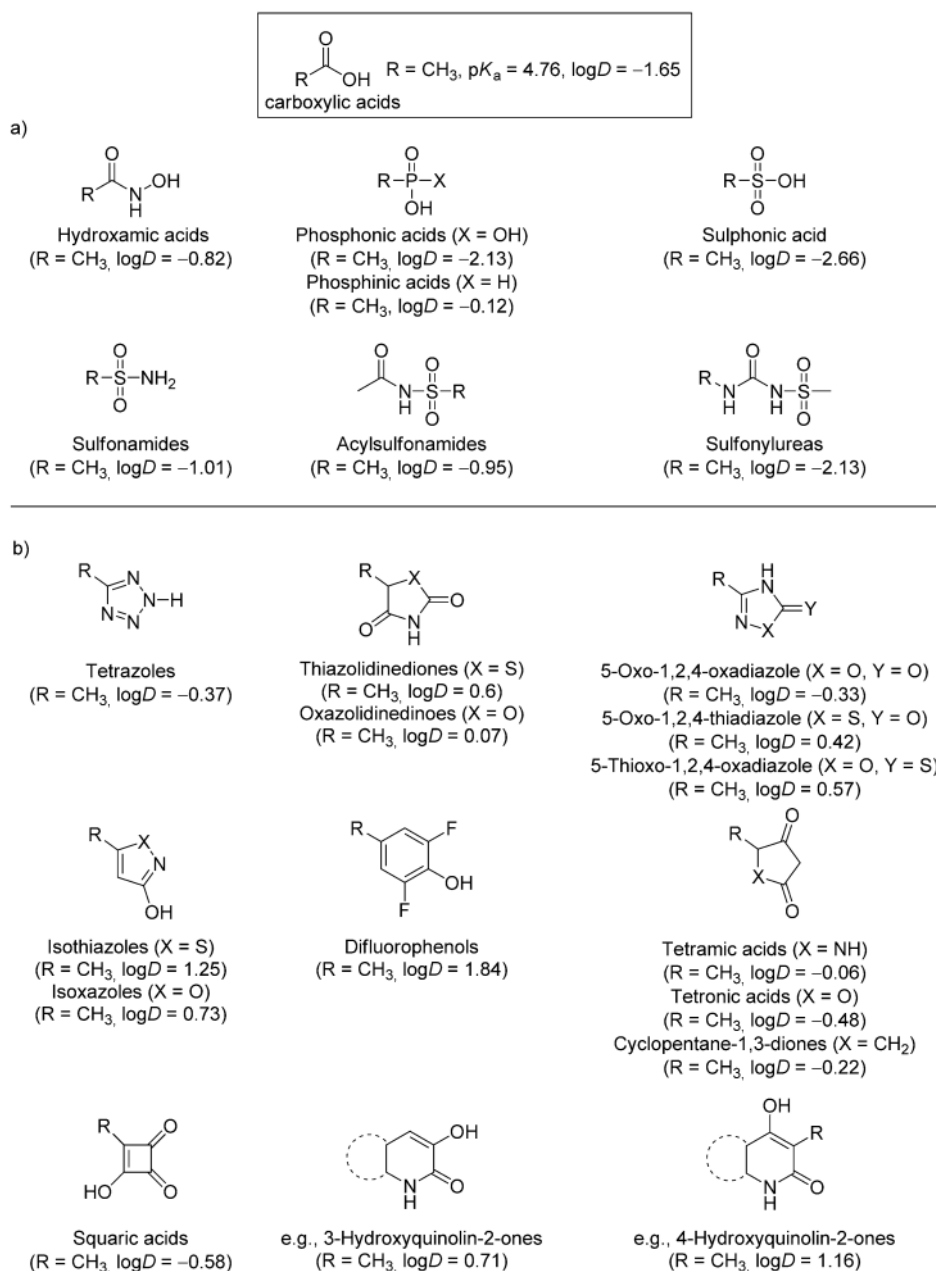 R = CH₃, pKₐ = 4.76, logD = −1.65
carboxylic acids
a)
Hydroxamic acids
(R = CH₃, logD = −0.82)
Phosphonic acids (X = OH)
(R = CH₃, logD = −2.13)
Phosphinic acids (X = H)
(R = CH₃, logD = −0.12)
Sulphonic acid
(R = CH₃, logD = −2.66)
Sulfonamides
(R = CH₃, logD = −1.01)
Acylsulfonamides
(R = CH₃, logD = −0.95)
Sulfonylureas
(R = CH₃, logD = −2.13)
b)
Tetrazoles
(R = CH₃, logD = −0.37)
Thiazolidinediones (X = S)
(R = CH₃, logD = 0.6)
Oxazolidinedinoes (X = O)
(R = CH₃, logD = 0.07)
5-Oxo-1,2,4-oxadiazole (X = O, Y = O)
(R = CH₃, logD = −0.33)
5-Oxo-1,2,4-thiadiazole (X = S, Y = O)
(R = CH₃, logD = 0.42)
5-Thioxo-1,2,4-oxadiazole (X = O, Y = S)
(R = CH₃, logD = 0.57)
Isothiazoles (X = S)
(R = CH₃, logD = 1.25)
Isoxazoles (X = O)
(R = CH₃, logD = 0.73)
Difluorophenols
(R = CH₃, logD = 1.84)
Tetramic acids (X = NH)
(R = CH₃, logD = −0.06)
Tetronic acids (X = O)
(R = CH₃, logD = −0.48)
Cyclopentane-1,3-diones (X = CH₂)
(R = CH₃, logD = −0.22)
Squaric acids
(R = CH₃, logD = −0.58)
e.g., 3-Hydroxyquinolin-2-ones
(R = CH₃, logD = 0.71)
e.g., 4-Hydroxyquinolin-2-ones
(R = CH₃, logD = 1.16)